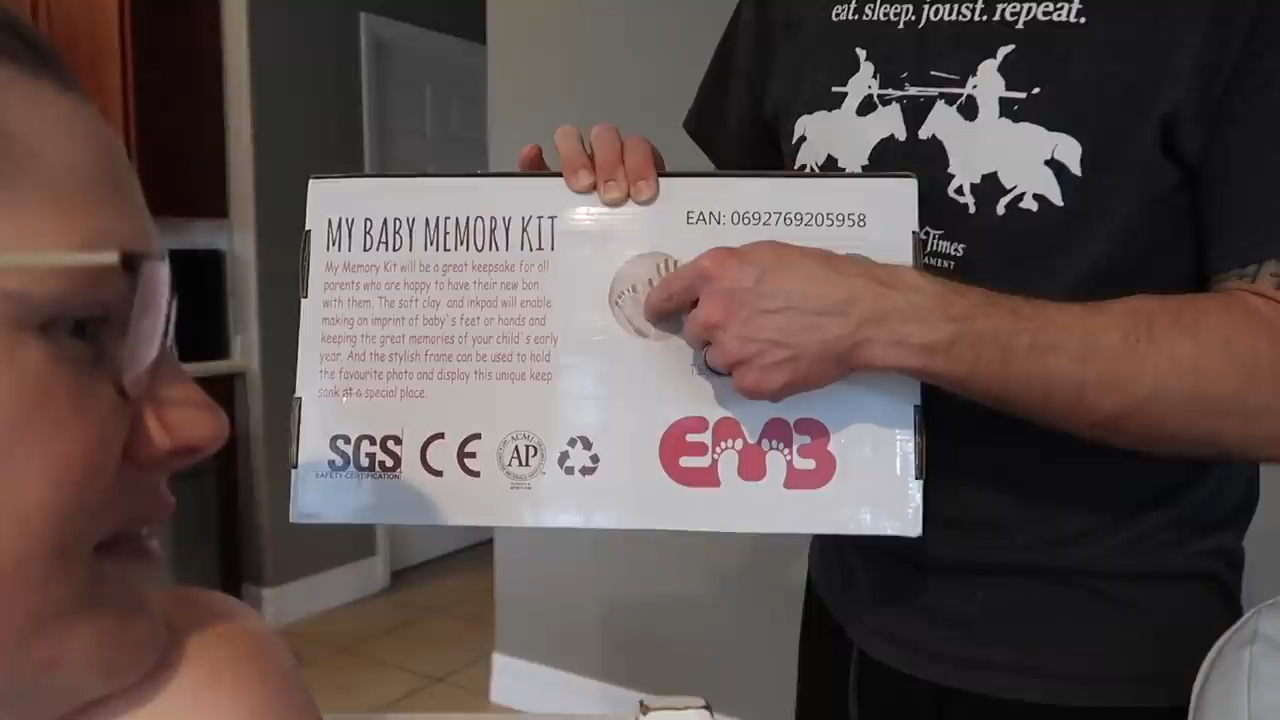 eat. sleep. joust. repeat.
Times
AMENT
MY BABY MEMORY KIT
EAN: 0692769205958
My Memory Kit will be a great keepsake for all
parents who are happy to have their new bon
with them. The soft clay and inkpad will enable
making an imprint of baby's feet or hands and
keeping the great memories of your child's early
year. And the stylish frame can be used to hold
the favourite photo and display this unique keep
sank at a special place.
SGS
SAFETY CERTIFICATION
CE
ACMI
AP
EMB